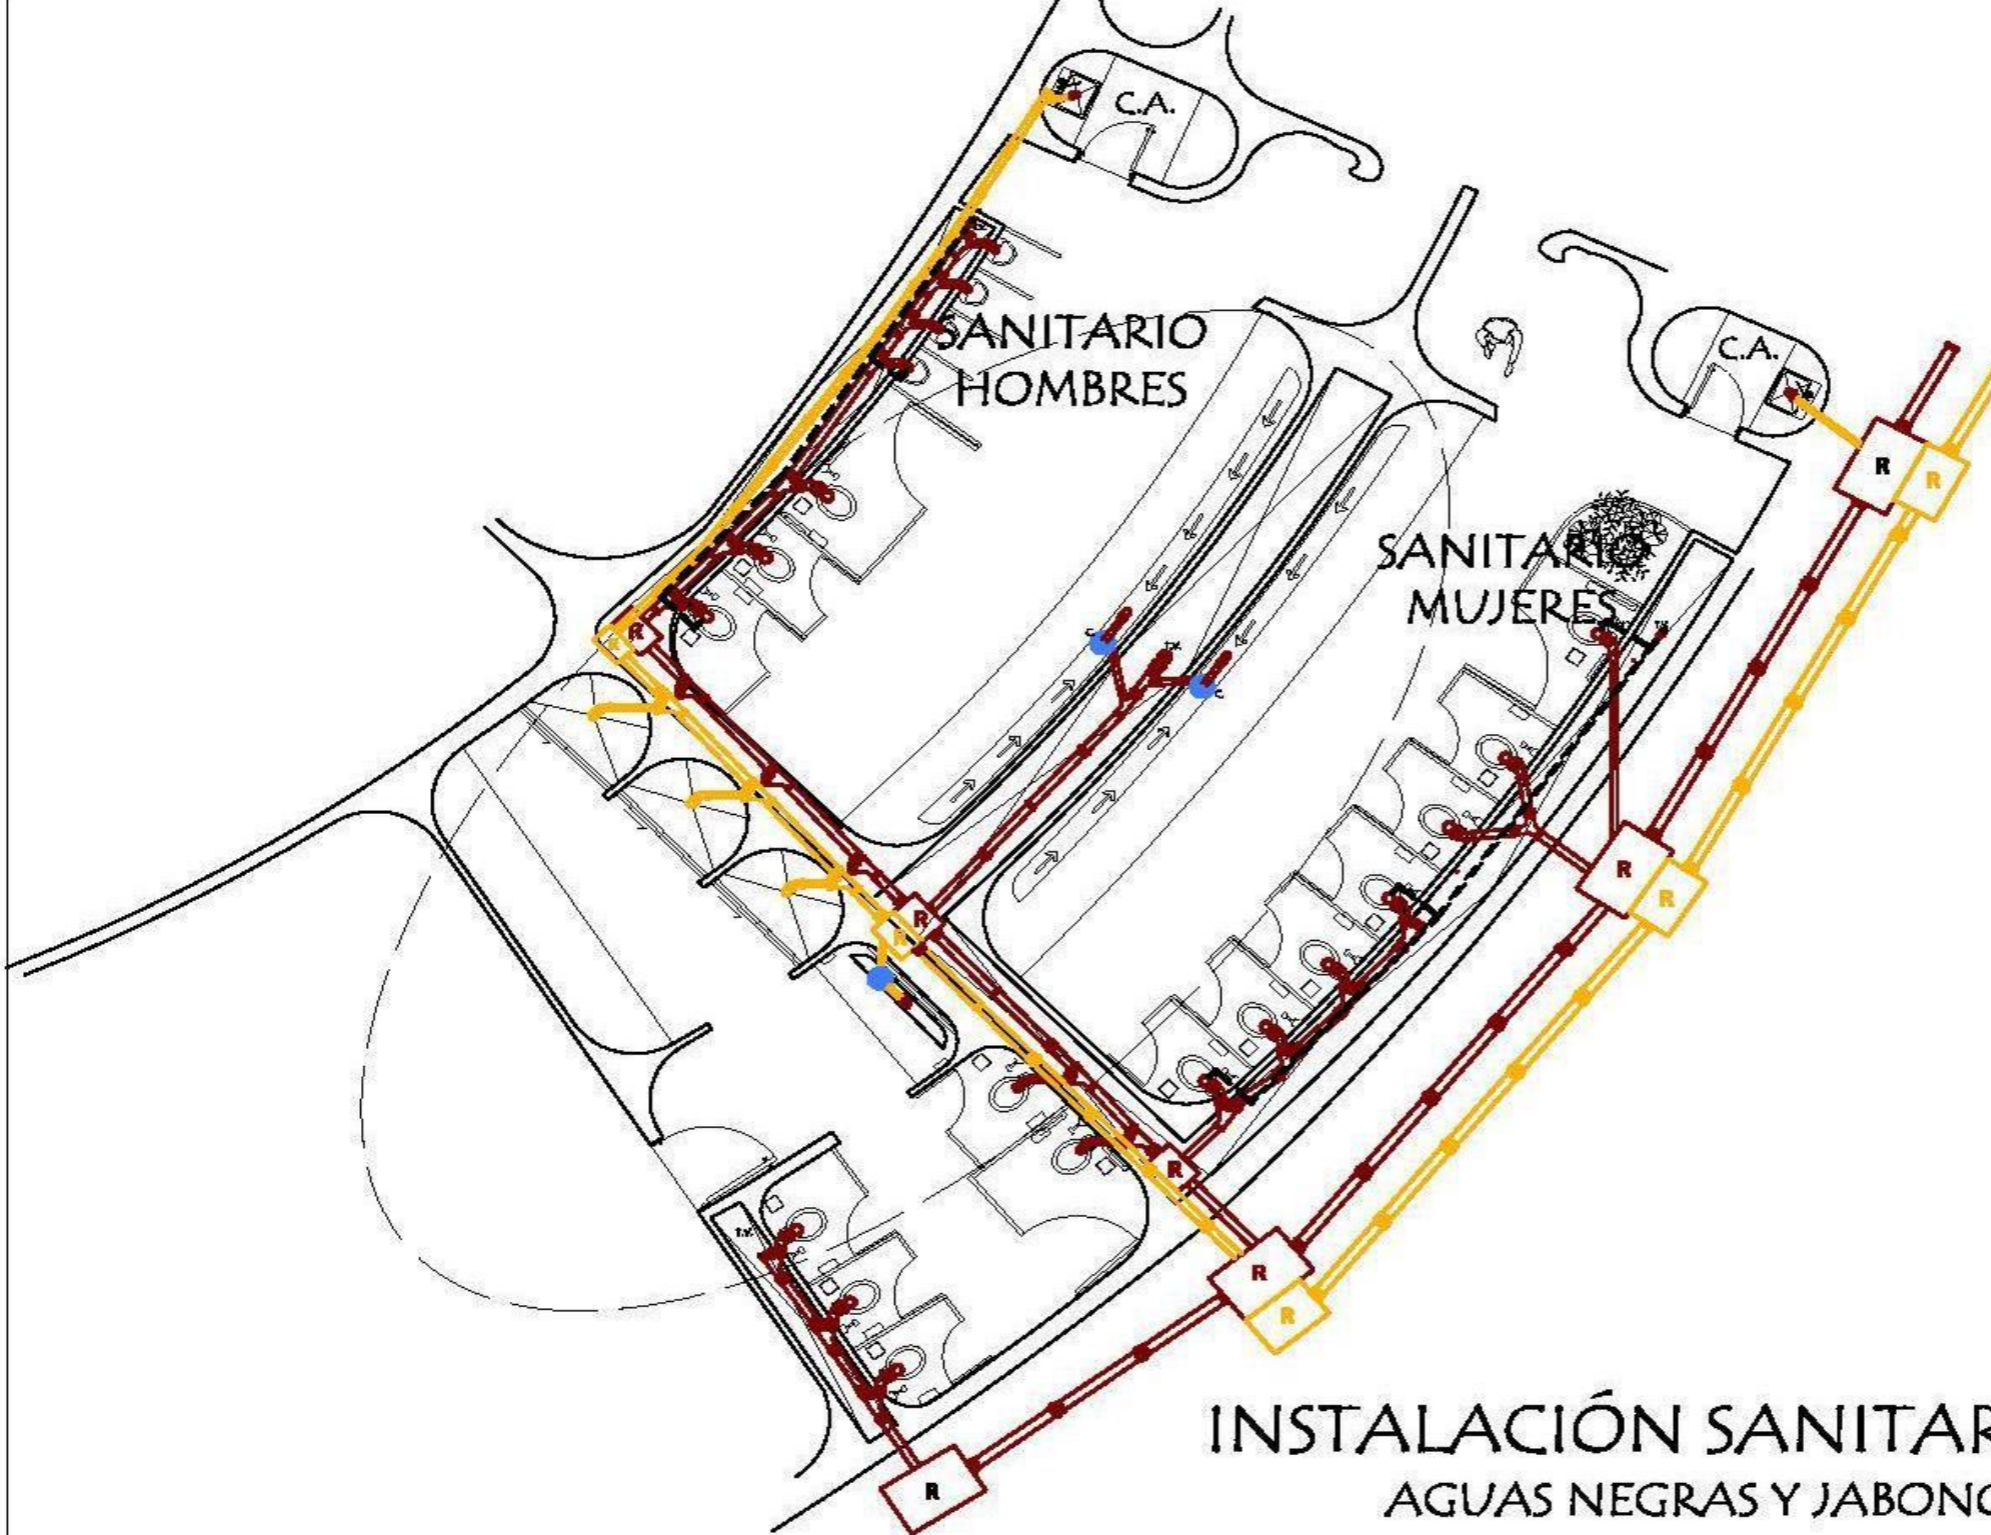 C.A.
SANITARIO
HOMBRES
C.A.
R
R
SANITARIO
MUJERES
R
R
R
R
R
R
R
R
T.V.
R
INSTALACIÓN SANITAR
AGUAS NEGRAS Y JABONO
R